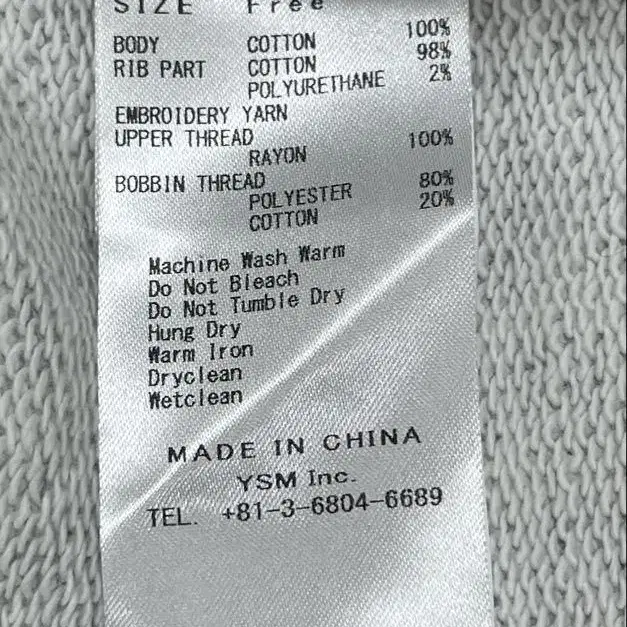 SIZE Free
BODY COTTON 100%
RIB PART COTTON 98%
POLYURETHANE 2%
EMBROIDERY YARN
UPPER THREAD
RAYON 100%
BOBBIN THREAD
POLYESTER 80%
COTTON 20%
Machine Wash Warm
Do Not Bleach
Do Not Tumble Dry
Hung Dry
Warm Iron
Dryclean
Wetclean
MADE IN CHINA
YSM Inc.
TEL. +81-3-6804-6689